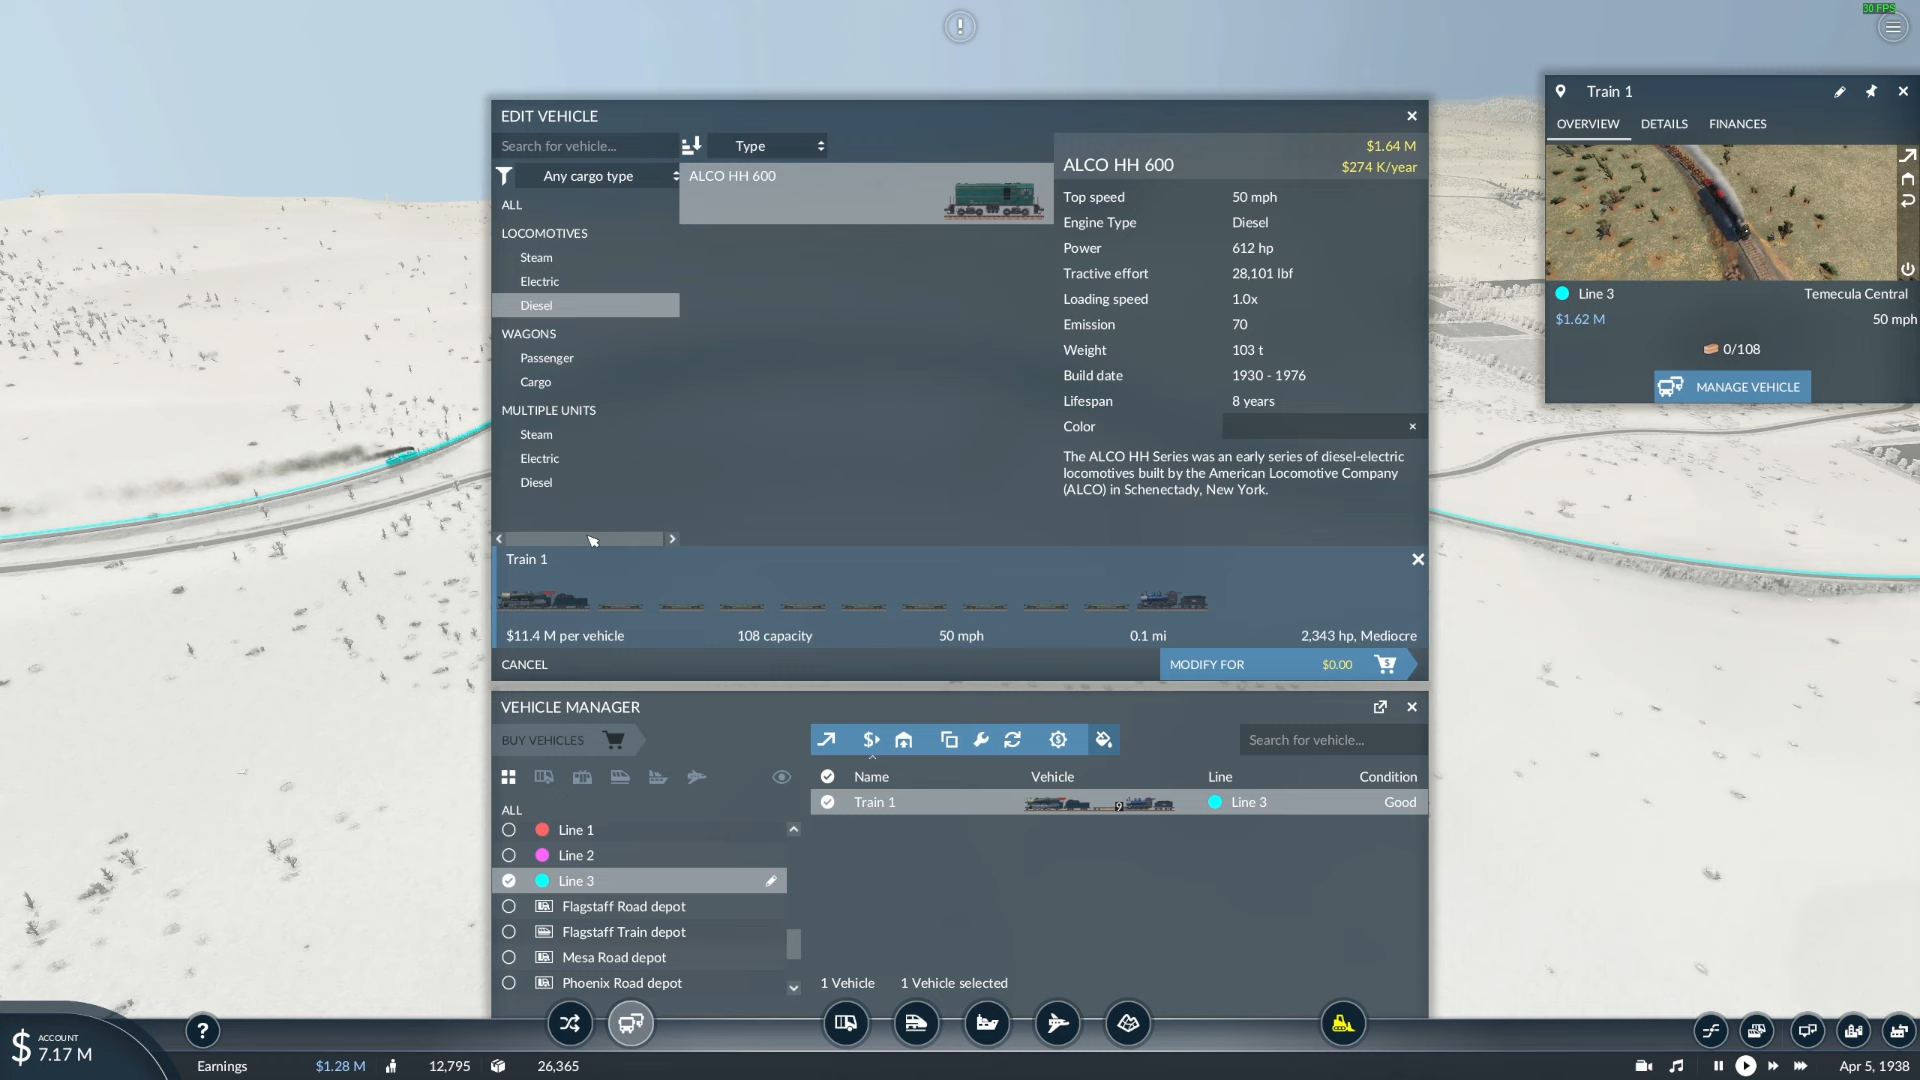 30 FPS
EDIT VEHICLE
Search for vehicle...
Type
Any cargo type
ALL
LOCOMOTIVES
Steam
Electric
Diesel
WAGONS
Passenger
Cargo
MULTIPLE UNITS
Steam
Electric
Diesel
ALCO HH 600
ALCO HH 600
$1.64 M
$274 K/year
Top speed 50 mph
Engine Type Diesel
Power 612 hp
Tractive effort 28,101 lbf
Loading speed 1.0x
Emission 70
Weight 103 t
Build date 1930 - 1976
Lifespan 8 years
Color
The ALCO HH Series was an early series of diesel-electric
locomotives built by the American Locomotive Company
(ALCO) in Schenectady, New York.
Train 1
$11.4 M per vehicle 108 capacity 50 mph 0.1 mi 2,343 hp, Mediocre
CANCEL
MODIFY FOR $0.00
Train 1
OVERVIEW DETAILS FINANCES
Line 3 Temecula Central
$1.62 M 50 mph
0/108
MANAGE VEHICLE
VEHICLE MANAGER
BUY VEHICLES
Search for vehicle...
ALL
Line 1
Line 2
Line 3
Flagstaff Road depot
Flagstaff Train depot
Mesa Road depot
Phoenix Road depot
Name Vehicle Line Condition
Train 1 9 Line 3 Good
1 Vehicle 1 Vehicle selected
ACCOUNT
$ 7.17 M
?
Earnings $1.28 M 12,795 26,365
Apr 5, 1938